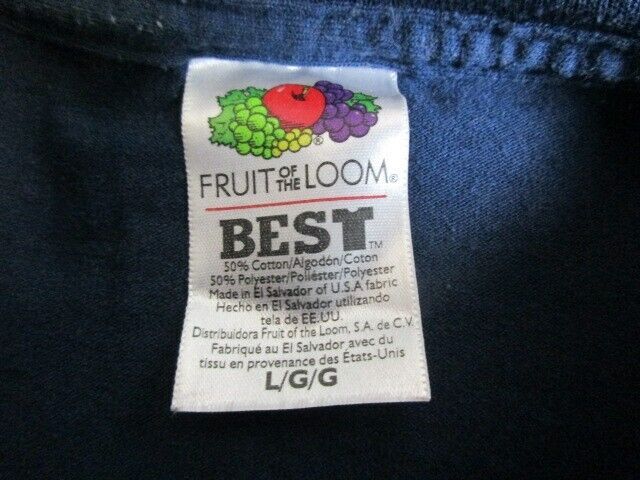 FRUIT OF THE LOOM®
BEST™
50% Cotton/Algodón/Coton
50% Polyester/Poliéster/Polyester
Made in El Salvador of U.S.A fabric
Hecho en El Salvador utilizando
tela de EE.UU.
Distribuidora Fruit of the Loom, S.A. de C.V.
Fabriqué au El Salvador avec du
tissu en provenance des États-Unis
L/G/G